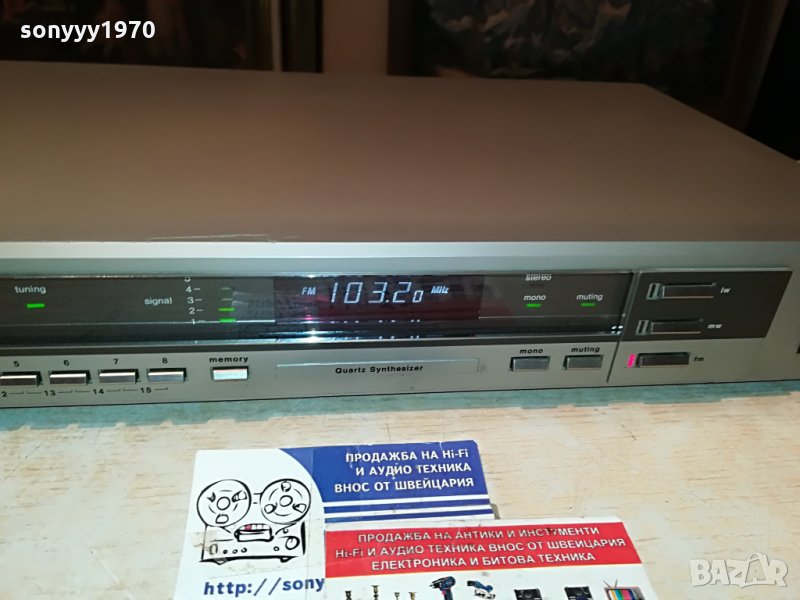 sonyyy1970
tuning
signal
4
3
2
1
FM 103.20 MHz
stereo
mono
muting
lw
mw
fm
5 6 7 8
memory
Quartz Synthesizer
mono
muting
2 13 14 15
ПРОДАЖБА НА Hi-Fi
И АУДИО ТЕХНИКА
ВНОС ОТ ШВЕЙЦАРИЯ
http://sony
ПРОДАЖБА НА АНТИКИ И ИНСТУМЕНТИ
Hi-Fi И АУДИО ТЕХНИКА ВНОС ОТ ШВЕЙЦАРИЯ
ЕЛЕКТРОНИКА И БИТОВА ТЕХНИКА
BAZAR